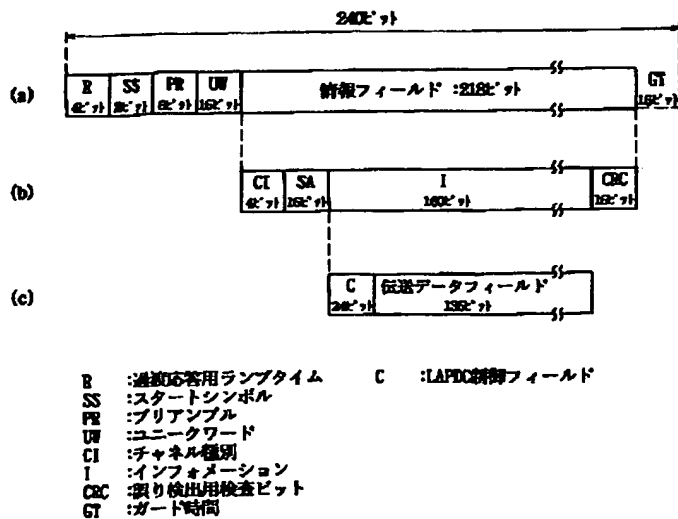 240ビット
(a)
R SS PR UW 情報フィールド :218ビット GT
4ビット 2ビット 6ビット 16ビット 16ビット
(b)
CI SA I CRC
4ビット 16ビット 160ビット 16ビット
(c)
C 伝送データフィールド
24ビット 136ビット
R :過渡応答用ランプタイム C :LAPDC制御フィールド
SS :スタートシンボル
PR :プリアンブル
UW :ユニークワード
CI :チャネル種別
I :インフォメーション
CRC :誤り検出用検査ビット
GT :ガード時間